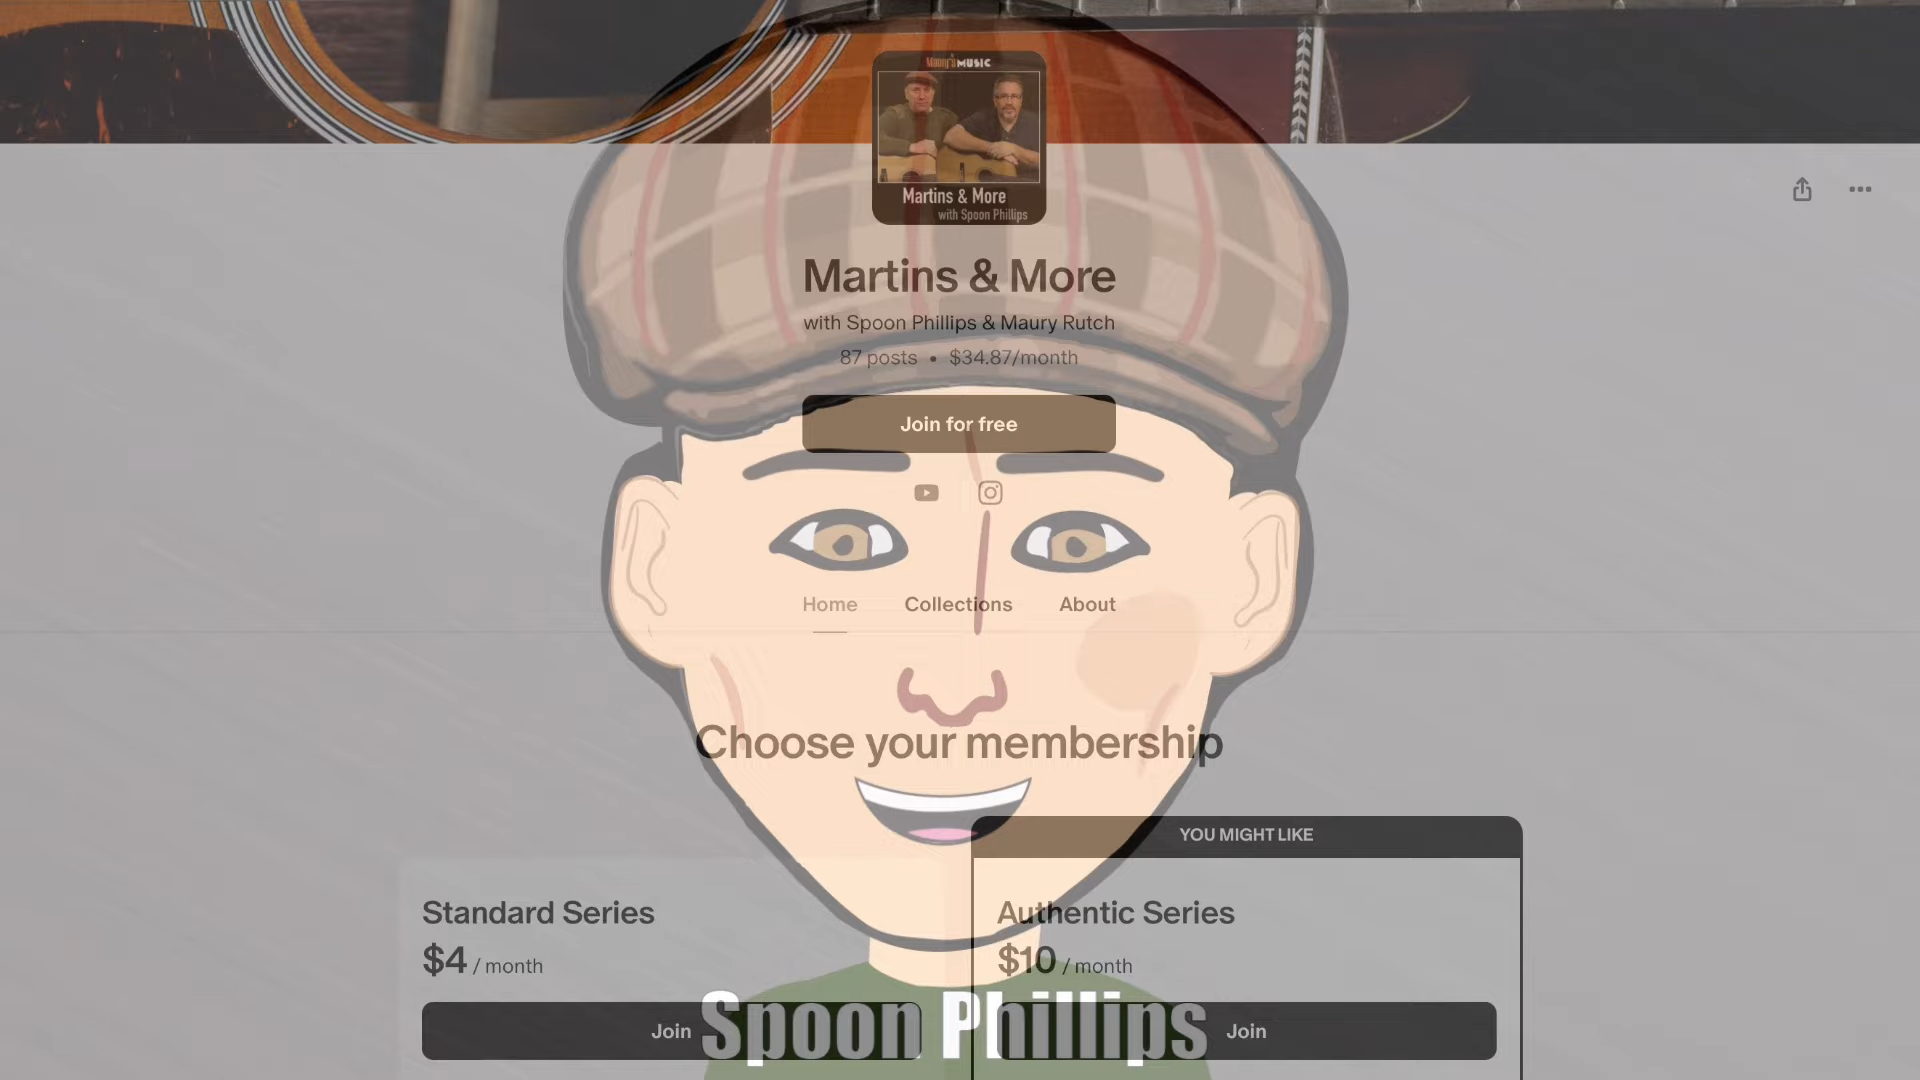 Maury's MUSIC
Martins & More
with Spoon Phillips
Martins & More
with Spoon Phillips & Maury Rutch
87 posts • $34.87/month
Join for free
Home Collections About
Choose your membership
YOU MIGHT LIKE
Standard Series
$4 / month
Join
Authentic Series
$10 / month
Join
Spoon Phillips